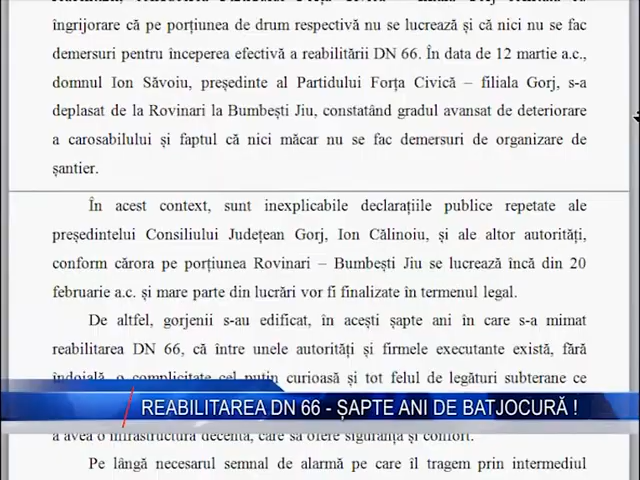 îngrijorare că pe porțiunea de drum respectivă nu se lucrează și că nici nu se fac
demersuri pentru începerea efectivă a reabilitării DN 66. În data de 12 martie a.c.,
domnul Ion Săvoiu, președinte al Partidului Forța Civică – filiala Gorj, s-a
deplasat de la Rovinari la Bumbești Jiu, constatând gradul avansat de deteriorare
a carosabilului și faptul că nici măcar nu se fac demersuri de organizare de
șantier.
În acest context, sunt inexplicabile declarațiile publice repetate ale
președintelui Consiliului Județean Gorj, Ion Călinoiu, și ale altor autorități,
conform cărora pe porțiunea Rovinari – Bumbești Jiu se lucrează încă din 20
februarie a.c. și mare parte din lucrări vor fi finalizate în termenul legal.
De altfel, gorjenii s-au edificat, în acești șapte ani în care s-a mimat
reabilitarea DN 66, că între unele autorități și firmele executante există, fără
îndoială, o complicitate cel puțin curioasă și tot felul de legături subterane ce
REABILITAREA DN 66 - ȘAPTE ANI DE BATJOCURĂ !
a avea o infrastructură decentă, care să ofere siguranță și confort.
Pe lângă necesarul semnal de alarmă pe care îl tragem prin intermediul